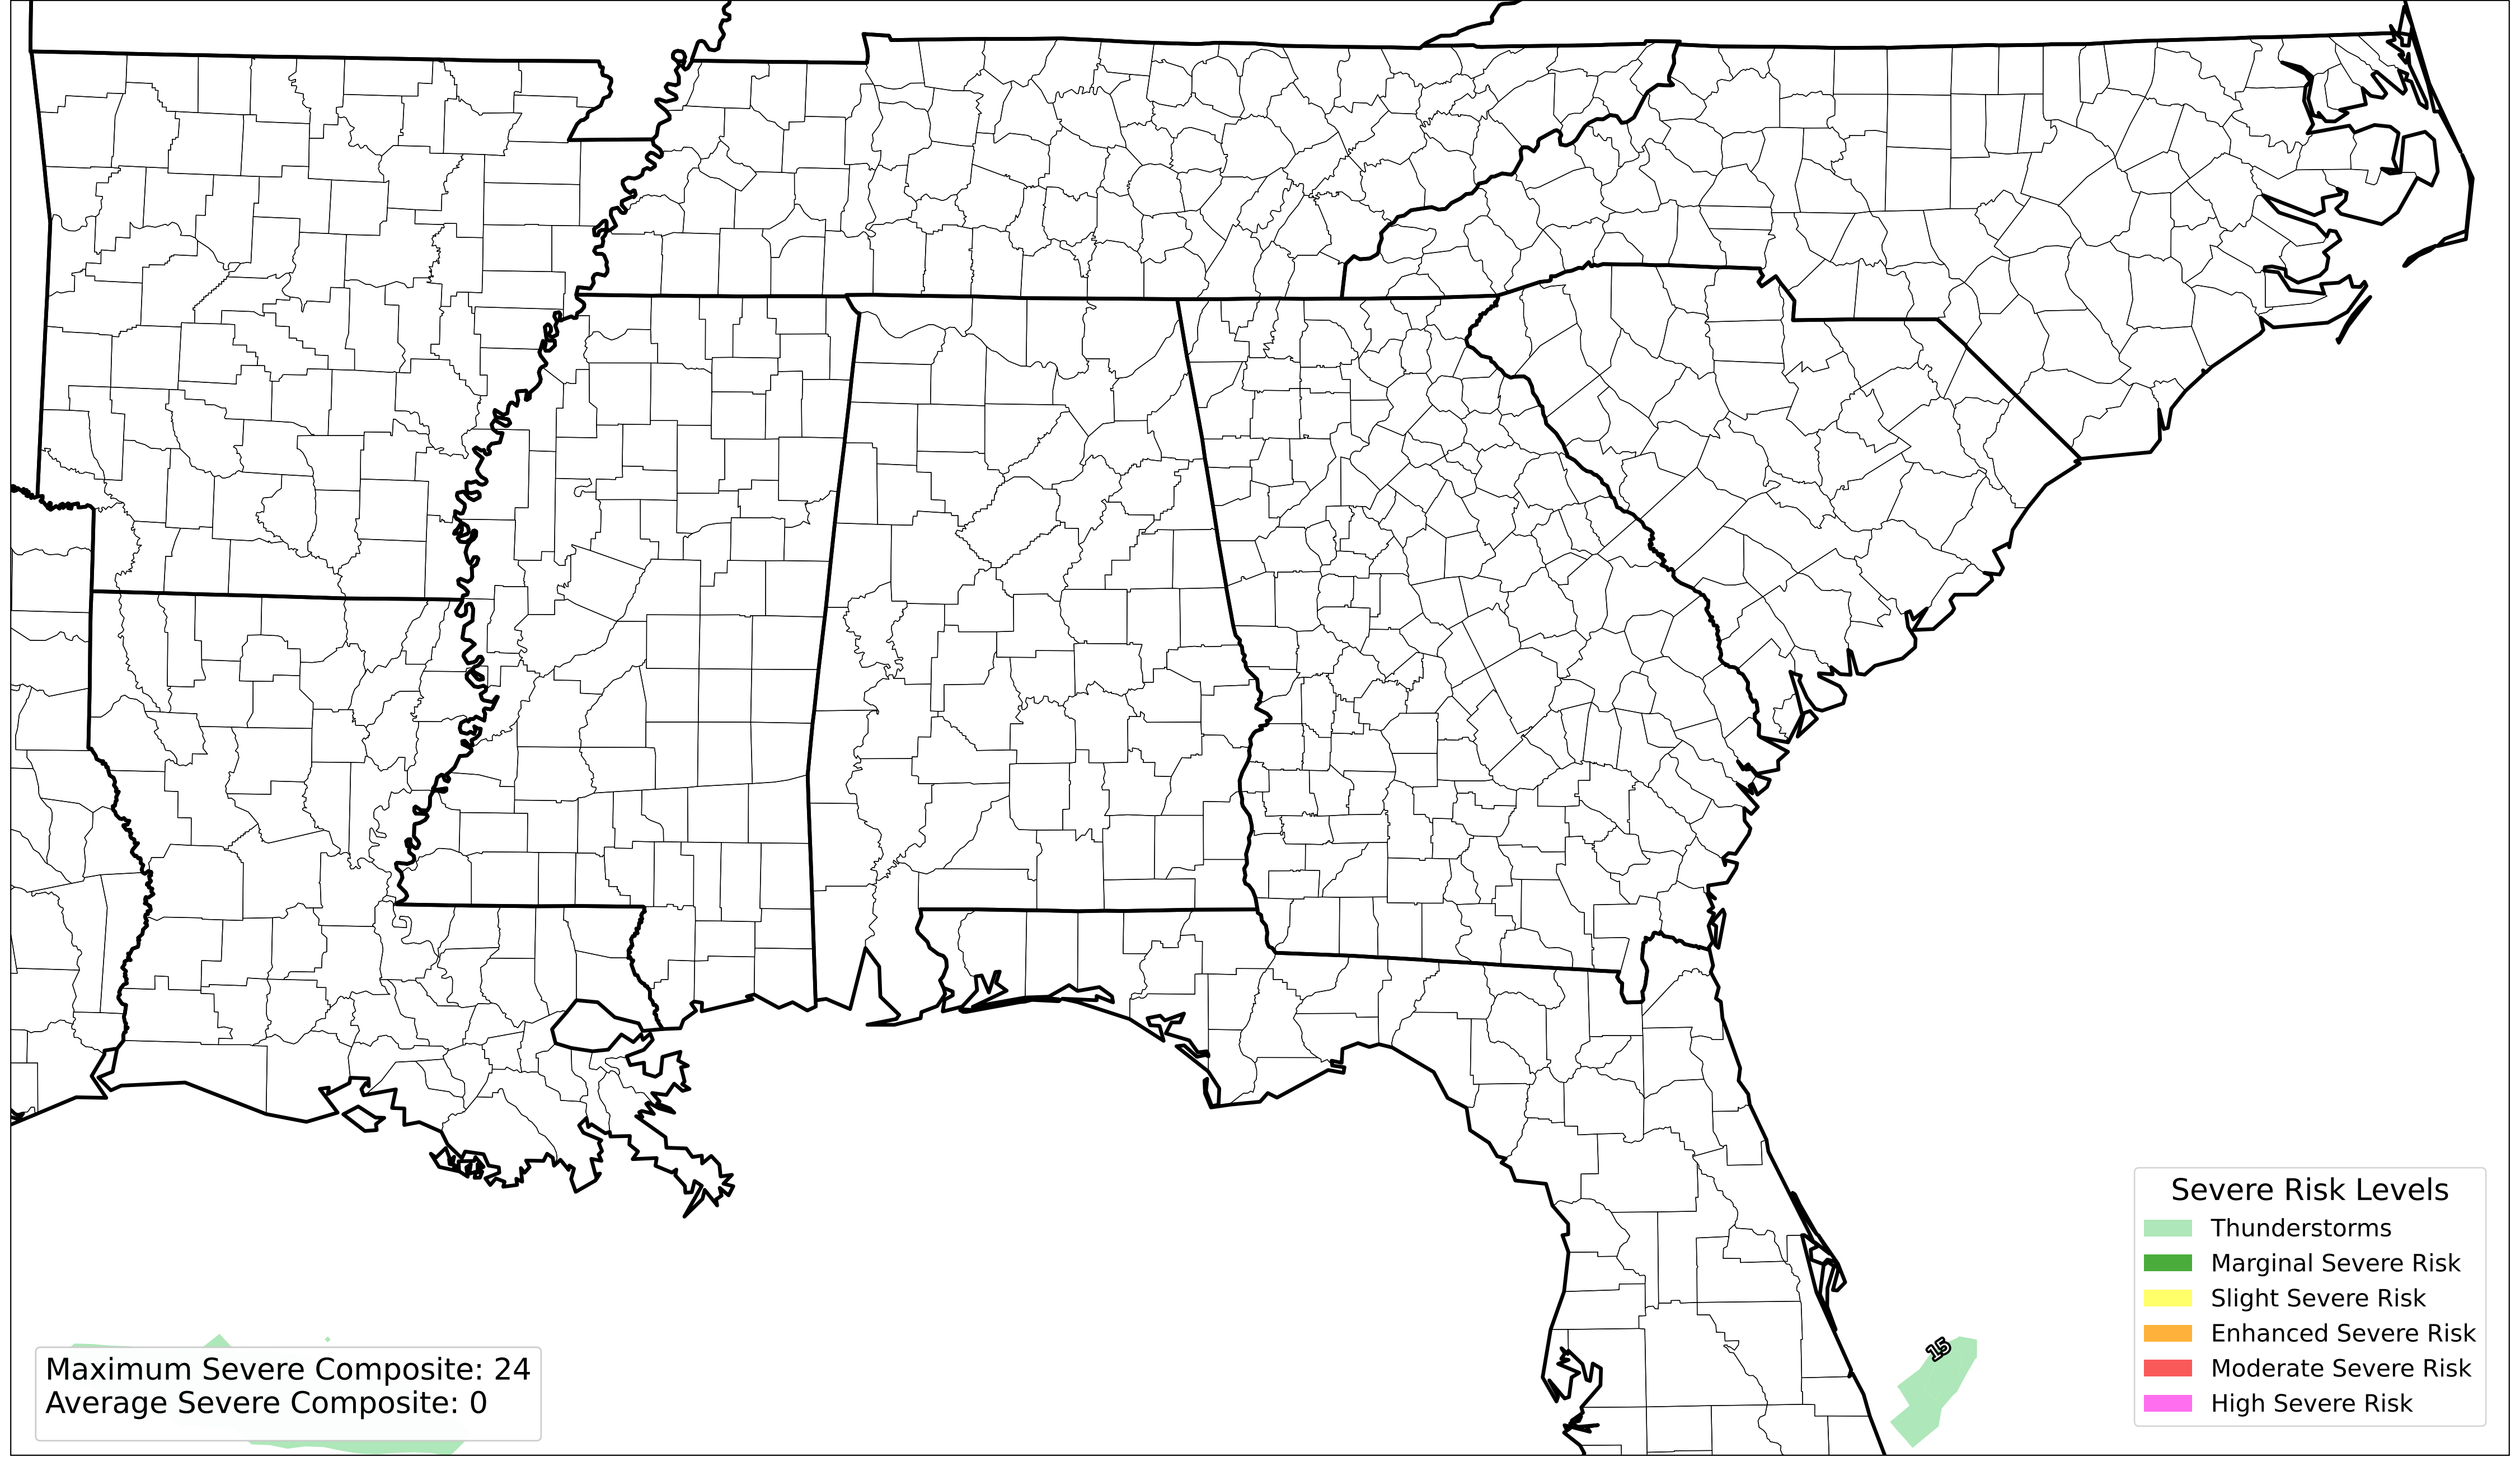 15
Maximum Severe Composite: 24
Average Severe Composite: 0
Severe Risk Levels
Thunderstorms
Marginal Severe Risk
Slight Severe Risk
Enhanced Severe Risk
Moderate Severe Risk
High Severe Risk